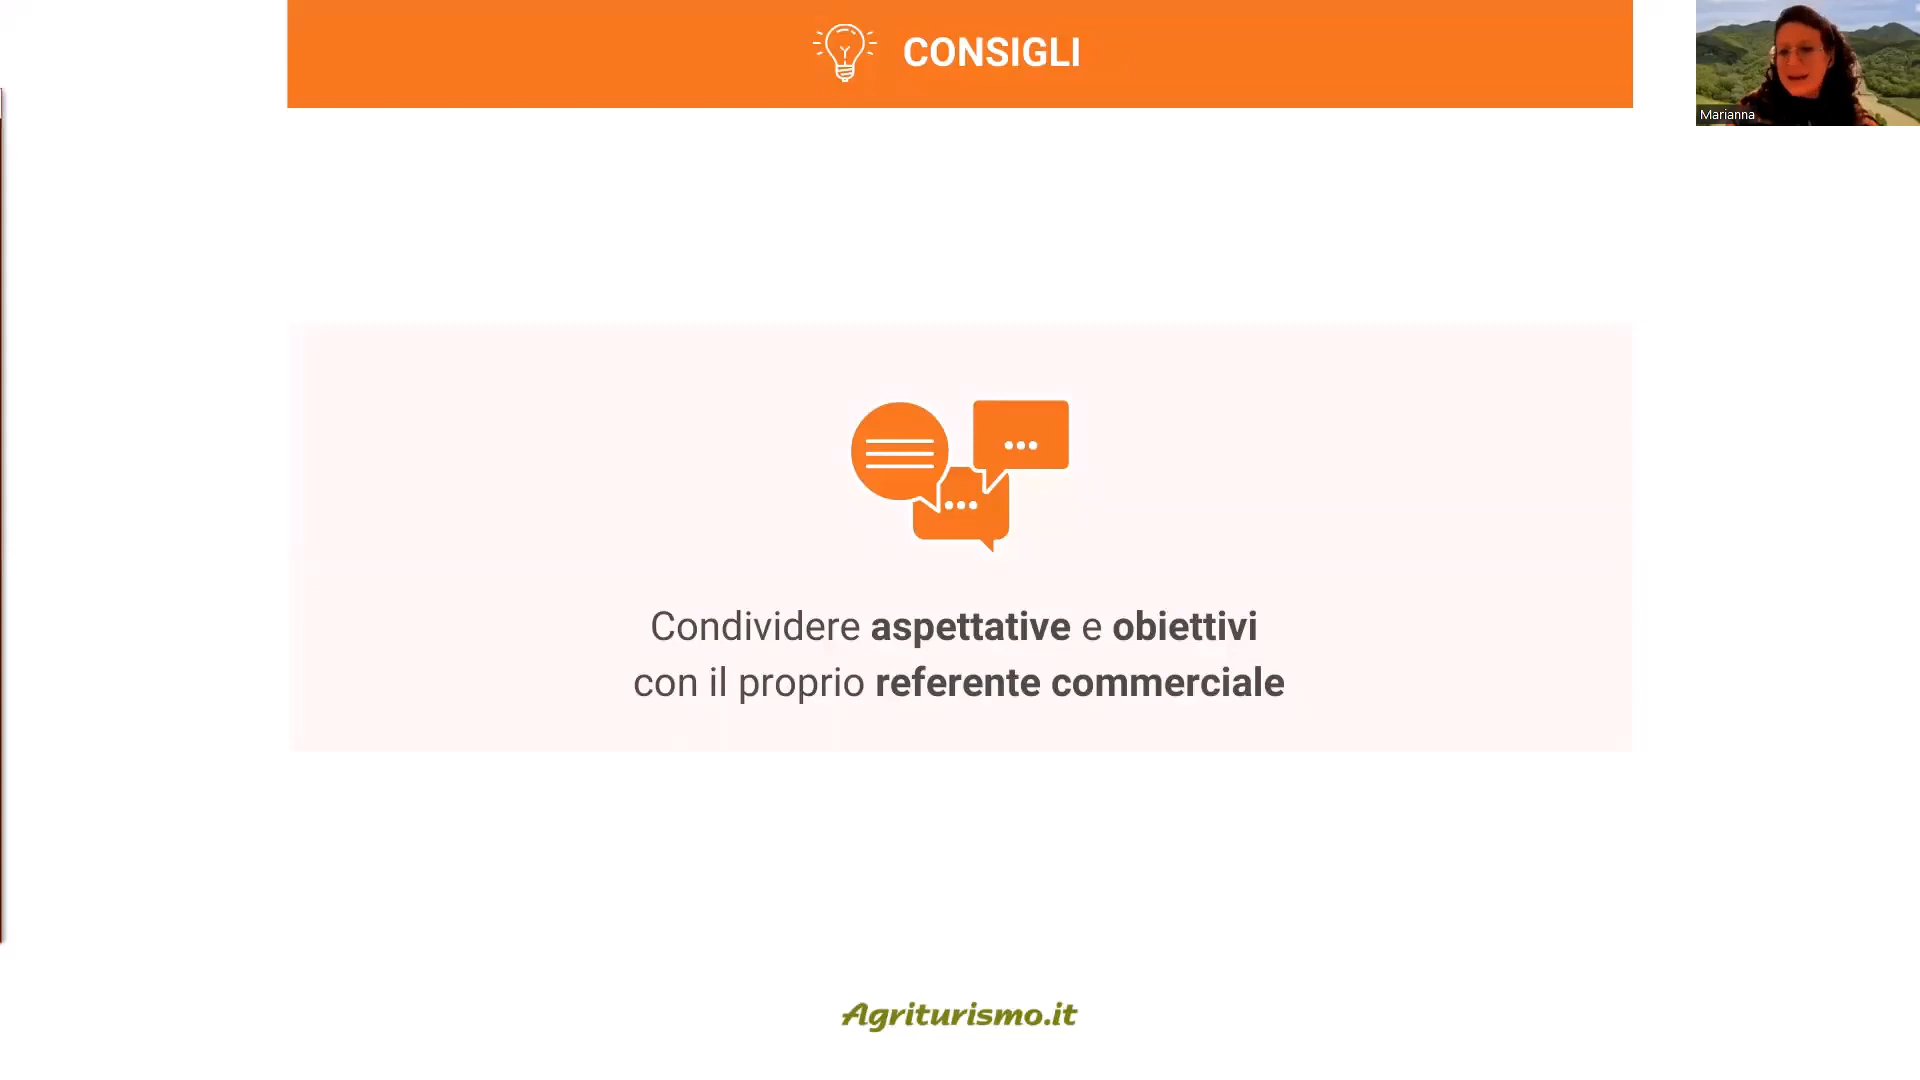 CONSIGLI
Marianna
Condividere aspettative e obiettivi
con il proprio referente commerciale
Agriturismo.it